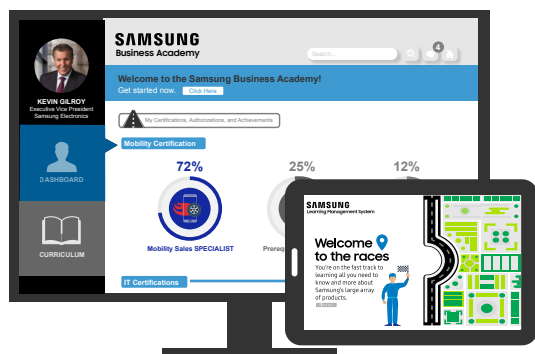 SAMSUNG
Business Academy
Search...
4
Welcome to the Samsung Business Academy!
Get started now. Click Here
KEVIN GILROY
Executive Vice President
Samsung Electronics
My Certifications, Authorizations, and Achievements
Mobility Certification
DASHBOARD
72%
25%
12%
Mobility Sales SPECIALIST
Prereq
CURRICULUM
IT Certifications
SAMSUNG
Learning Management System
Welcome
to the races
You're on the fast track to
learning all you need to
know and more about
Samsung's large array
of products.